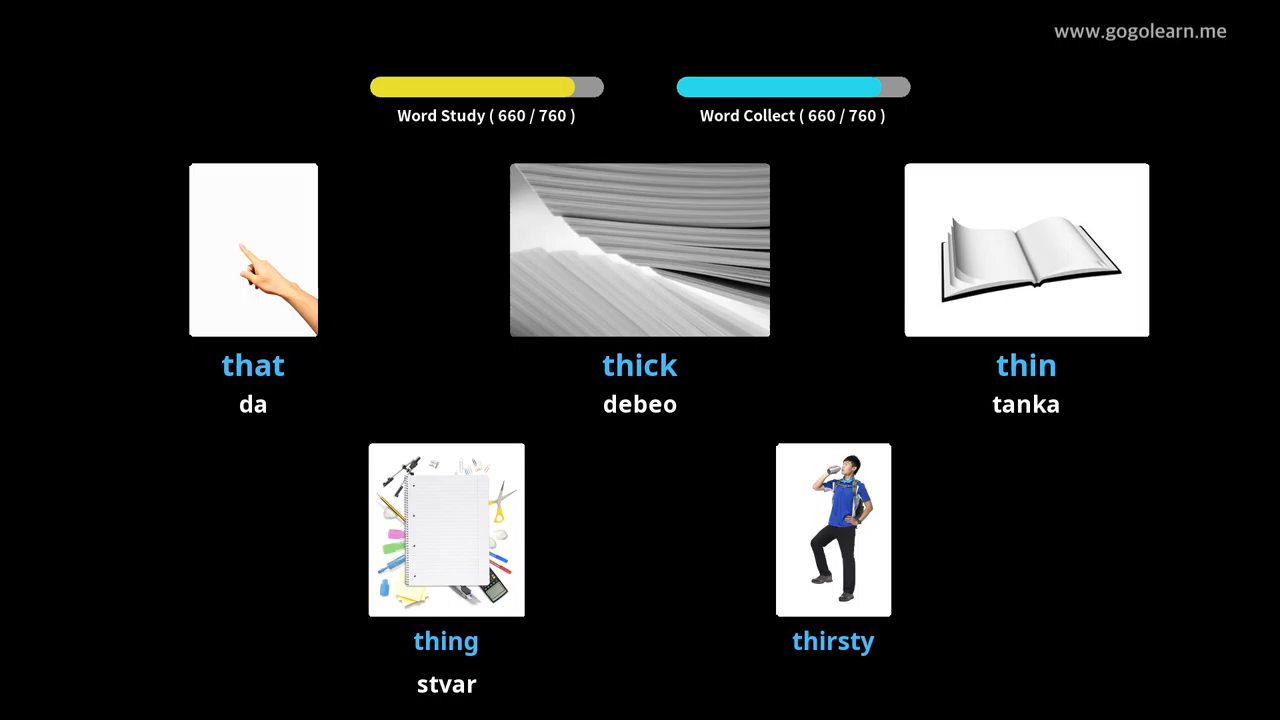 www.gogolearn.me
Word Study ( 660 / 760 )
Word Collect ( 660 / 760 )
that
da
thick
debeo
thin
tanka
thing
stvar
thirsty